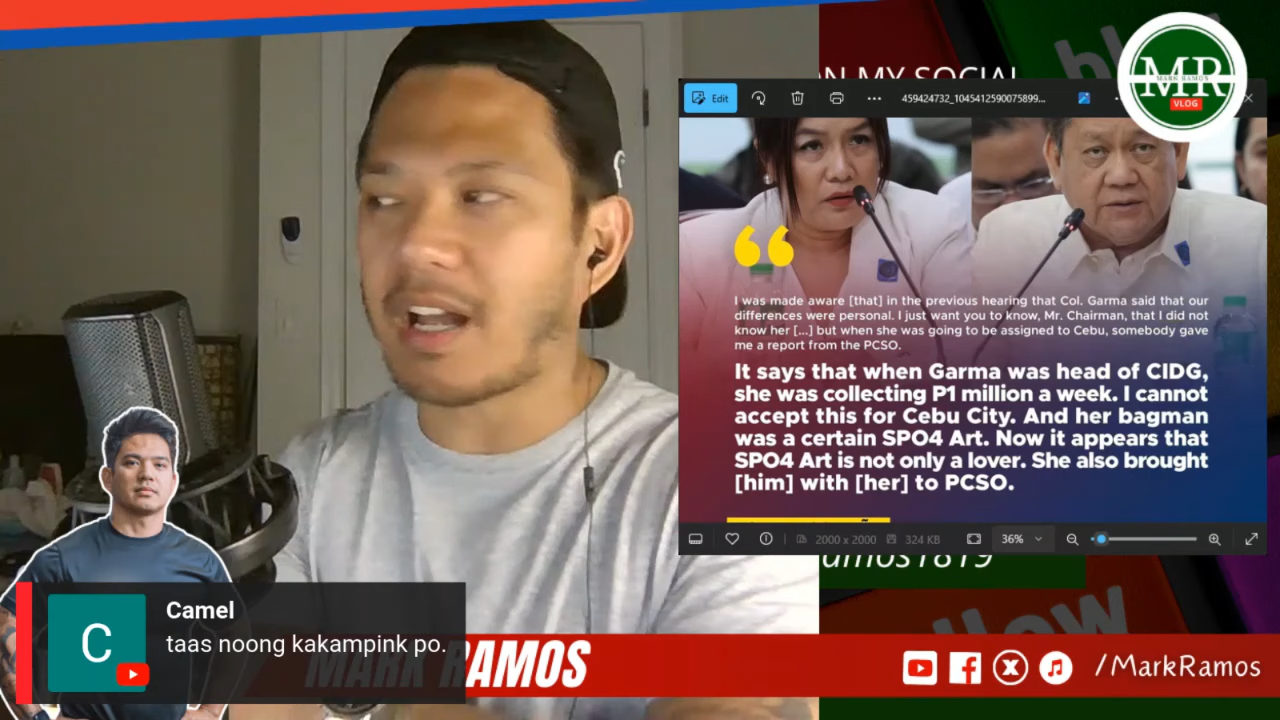 N MY SOCIAL
MR
MARK RAMOS
VLOG
Edit
459424732_1045412590075899...
“
I was made aware [that] in the previous hearing that Col. Garma said that our
differences were personal. I just want you to know, Mr. Chairman, that I did not
know her [...] but when she was going to be assigned to Cebu, somebody gave
me a report from the PCSO.
It says that when Garma was head of CIDG,
she was collecting P1 million a week. I cannot
accept this for Cebu City. And her bagman
was a certain SPO4 Art. Now it appears that
SPO4 Art is not only a lover. She also brought
[him] with [her] to PCSO.
2000 x 2000
324 KB
36%
amos1819
Camel
taas noong kakampink po.
C
MARK RAMOS
/MarkRamos